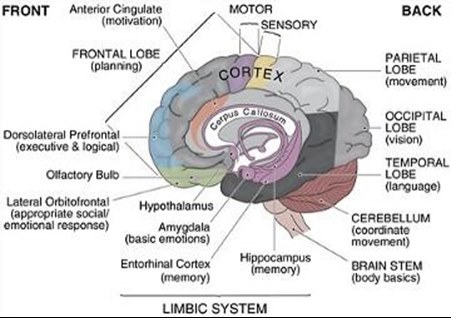 FRONT
BACK
Anterior Cingulate
(motivation)
MOTOR
SENSORY
FRONTAL LOBE
(planning)
CORTEX
PARIETAL
LOBE
(movement)
Corpus Callosum
OCCIPITAL
LOBE
(vision)
Dorsolateral Prefrontal
(executive & logical)
Olfactory Bulb
TEMPORAL
LOBE
(language)
Lateral Orbitofrontal
(appropriate social/
emotional response)
Hypothalamus
Amygdala
(basic emotions)
Entorhinal Cortex
(memory)
Hippocampus
(memory)
CEREBELLUM
(coordinate
movement)
BRAIN STEM
(body basics)
LIMBIC SYSTEM